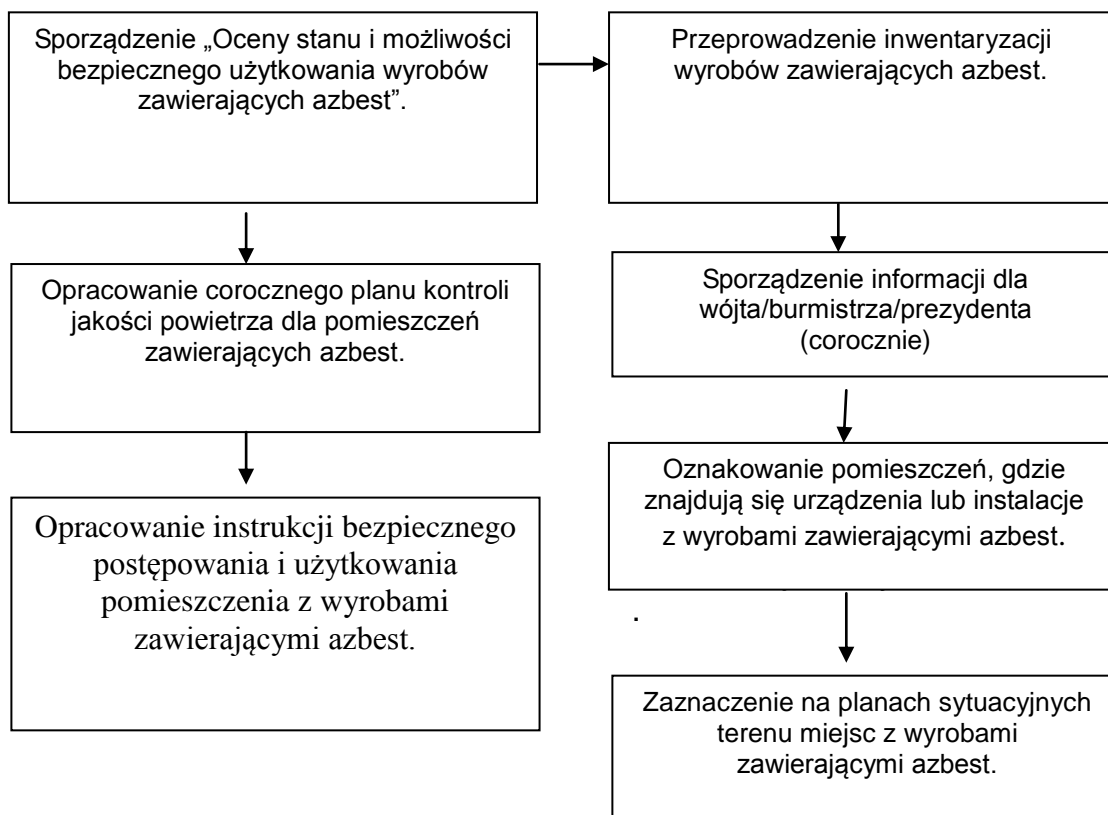 Sporządzenie „Oceny stanu i możliwości
bezpiecznego użytkowania wyrobów
zawierających azbest”.
Przeprowadzenie inwentaryzacji
wyrobów zawierających azbest.
Opracowanie corocznego planu kontroli
jakości powietrza dla pomieszczeń
zawierających azbest.
Sporządzenie informacji dla
wójta/burmistrza/prezydenta
(corocznie)
Opracowanie instrukcji bezpiecznego
postępowania i użytkowania
pomieszczenia z wyrobami
zawierającymi azbest.
Oznakowanie pomieszczeń, gdzie
znajdują się urządzenia lub instalacje
z wyrobami zawierającymi azbest.
.
Zaznaczenie na planach sytuacyjnych
terenu miejsc z wyrobami
zawierającymi azbest.